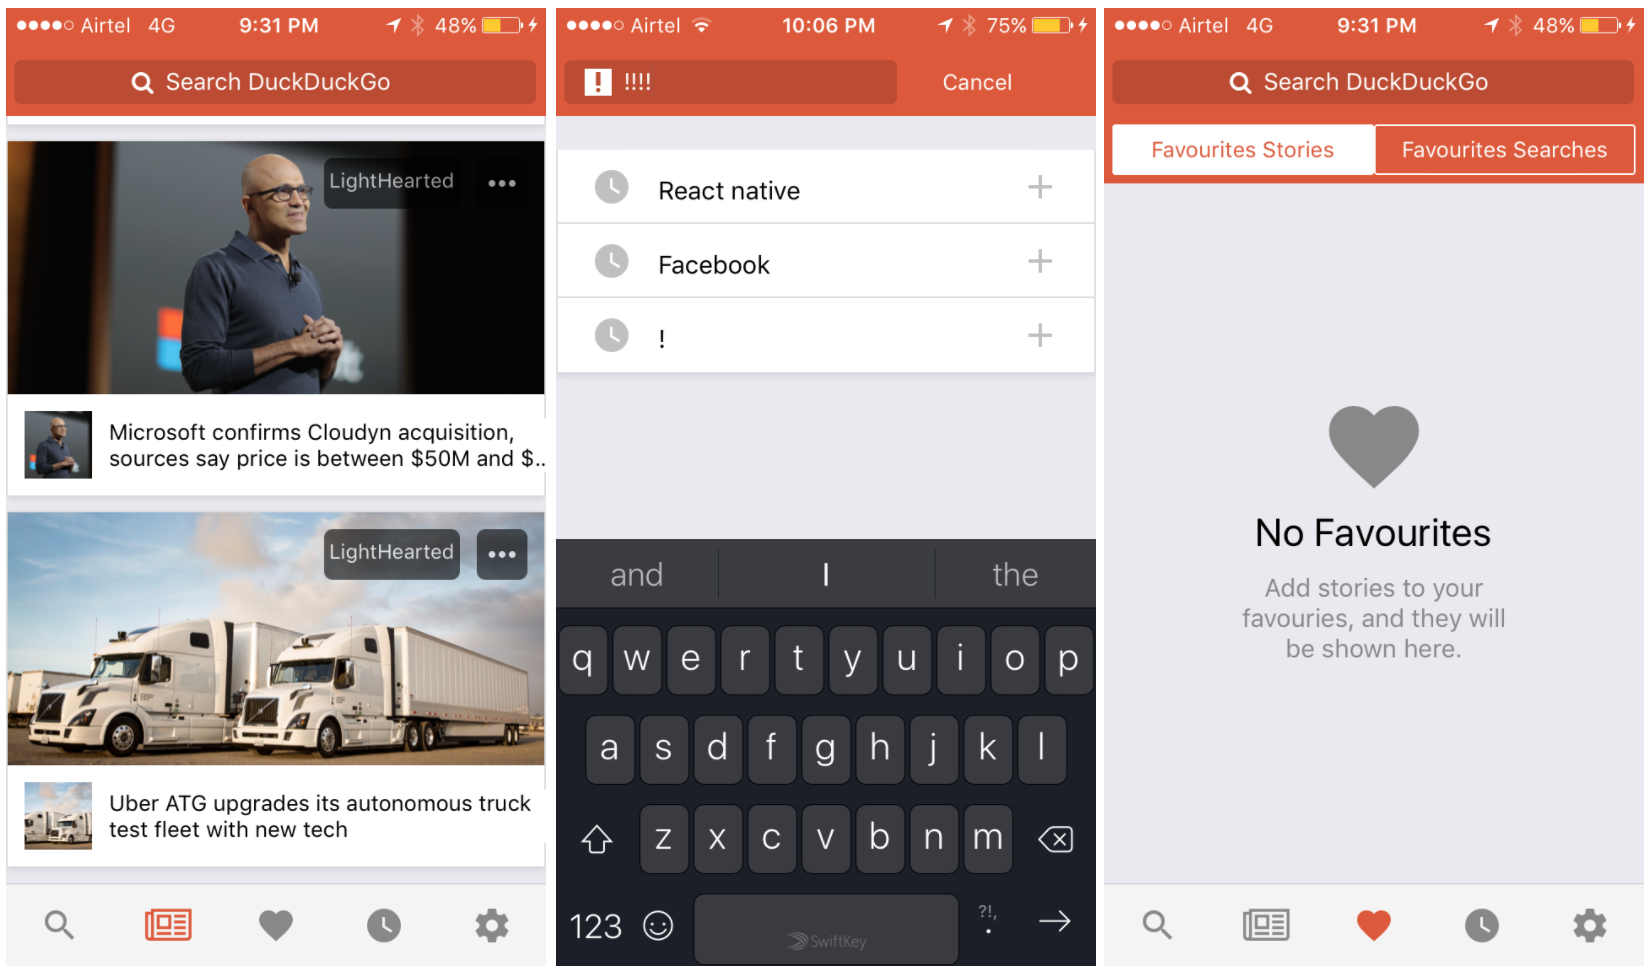 Airtel 4G 9:31 PM 48%
Search DuckDuckGo
LightHearted
Microsoft confirms Cloudyn acquisition,
sources say price is between $50M and $..
LightHearted
Uber ATG upgrades its autonomous truck
test fleet with new tech
Airtel 10:06 PM 75%
!!!!
Cancel
React native
Facebook
!
and I the
q w e r t y u i o p
a s d f g h j k l
z x c v b n m
123 ?!, .
SwiftKey
Airtel 4G 9:31 PM 48%
Search DuckDuckGo
Favourites Stories Favourites Searches
No Favourites
Add stories to your
favouries, and they will
be shown here.